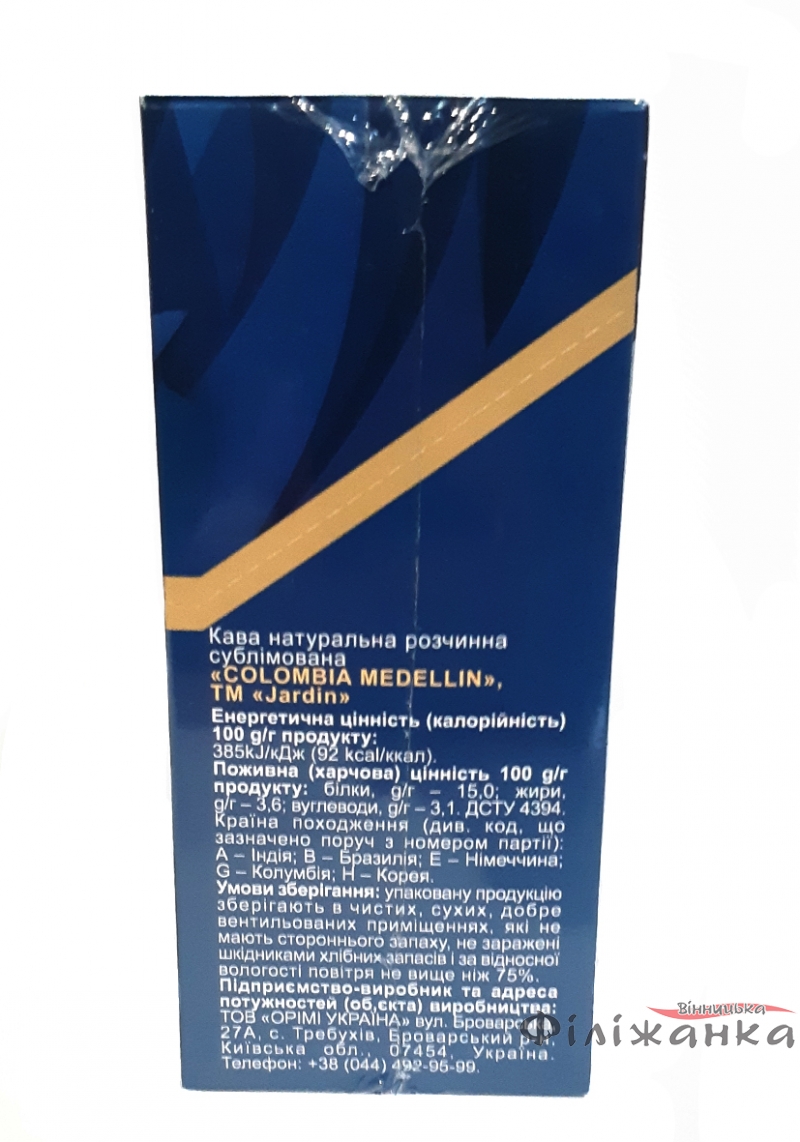 Кава натуральна розчинна
сублімована
«COLOMBIA MEDELLIN»,
ТМ «Jardin»
Енергетична цінність (калорійність)
100 g/г продукту:
385kJ/кДж (92 kcal/ккал).
Поживна (харчова) цінність 100 g/г
продукту: білки, g/г – 15,0; жири,
g/г – 3,6; вуглеводи, g/г – 3,1. ДСТУ 4394.
Країна походження (див. код, що
зазначено поруч з номером партії):
A – Індія; B – Бразилія; E – Німеччина;
G – Колумбія; H – Корея.
Умови зберігання: упаковану продукцію
зберігають в чистих, сухих, добре
вентильованих приміщеннях, які не
мають стороннього запаху, не заражені
шкідниками хлібних запасів і за відносної
вологості повітря не вище ніж 75%.
Підприємство-виробник та адреса
потужностей (об.єкта) виробництва:
ТОВ «ОРІМІ УКРАЇНА» вул. Броварська
27А, с. Требухів, Броварський
Київська обл., 07454, Україна.
Телефон: +38 (044) 492-95-99.
Вінницька
Філіжанка